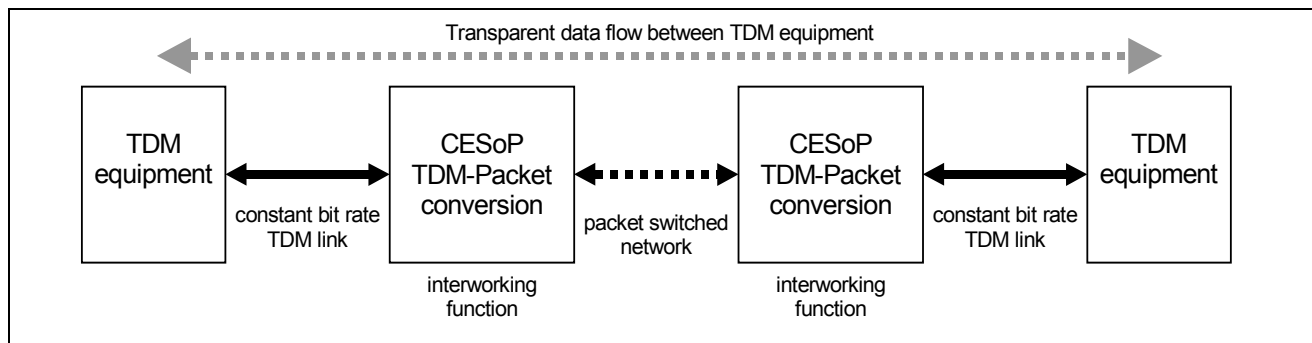 Transparent data flow between TDM equipment
TDM
equipment
constant bit rate
TDM link
CESoP
TDM-Packet
conversion
interworking
function
packet switched
network
CESoP
TDM-Packet
conversion
interworking
function
constant bit rate
TDM link
TDM
equipment